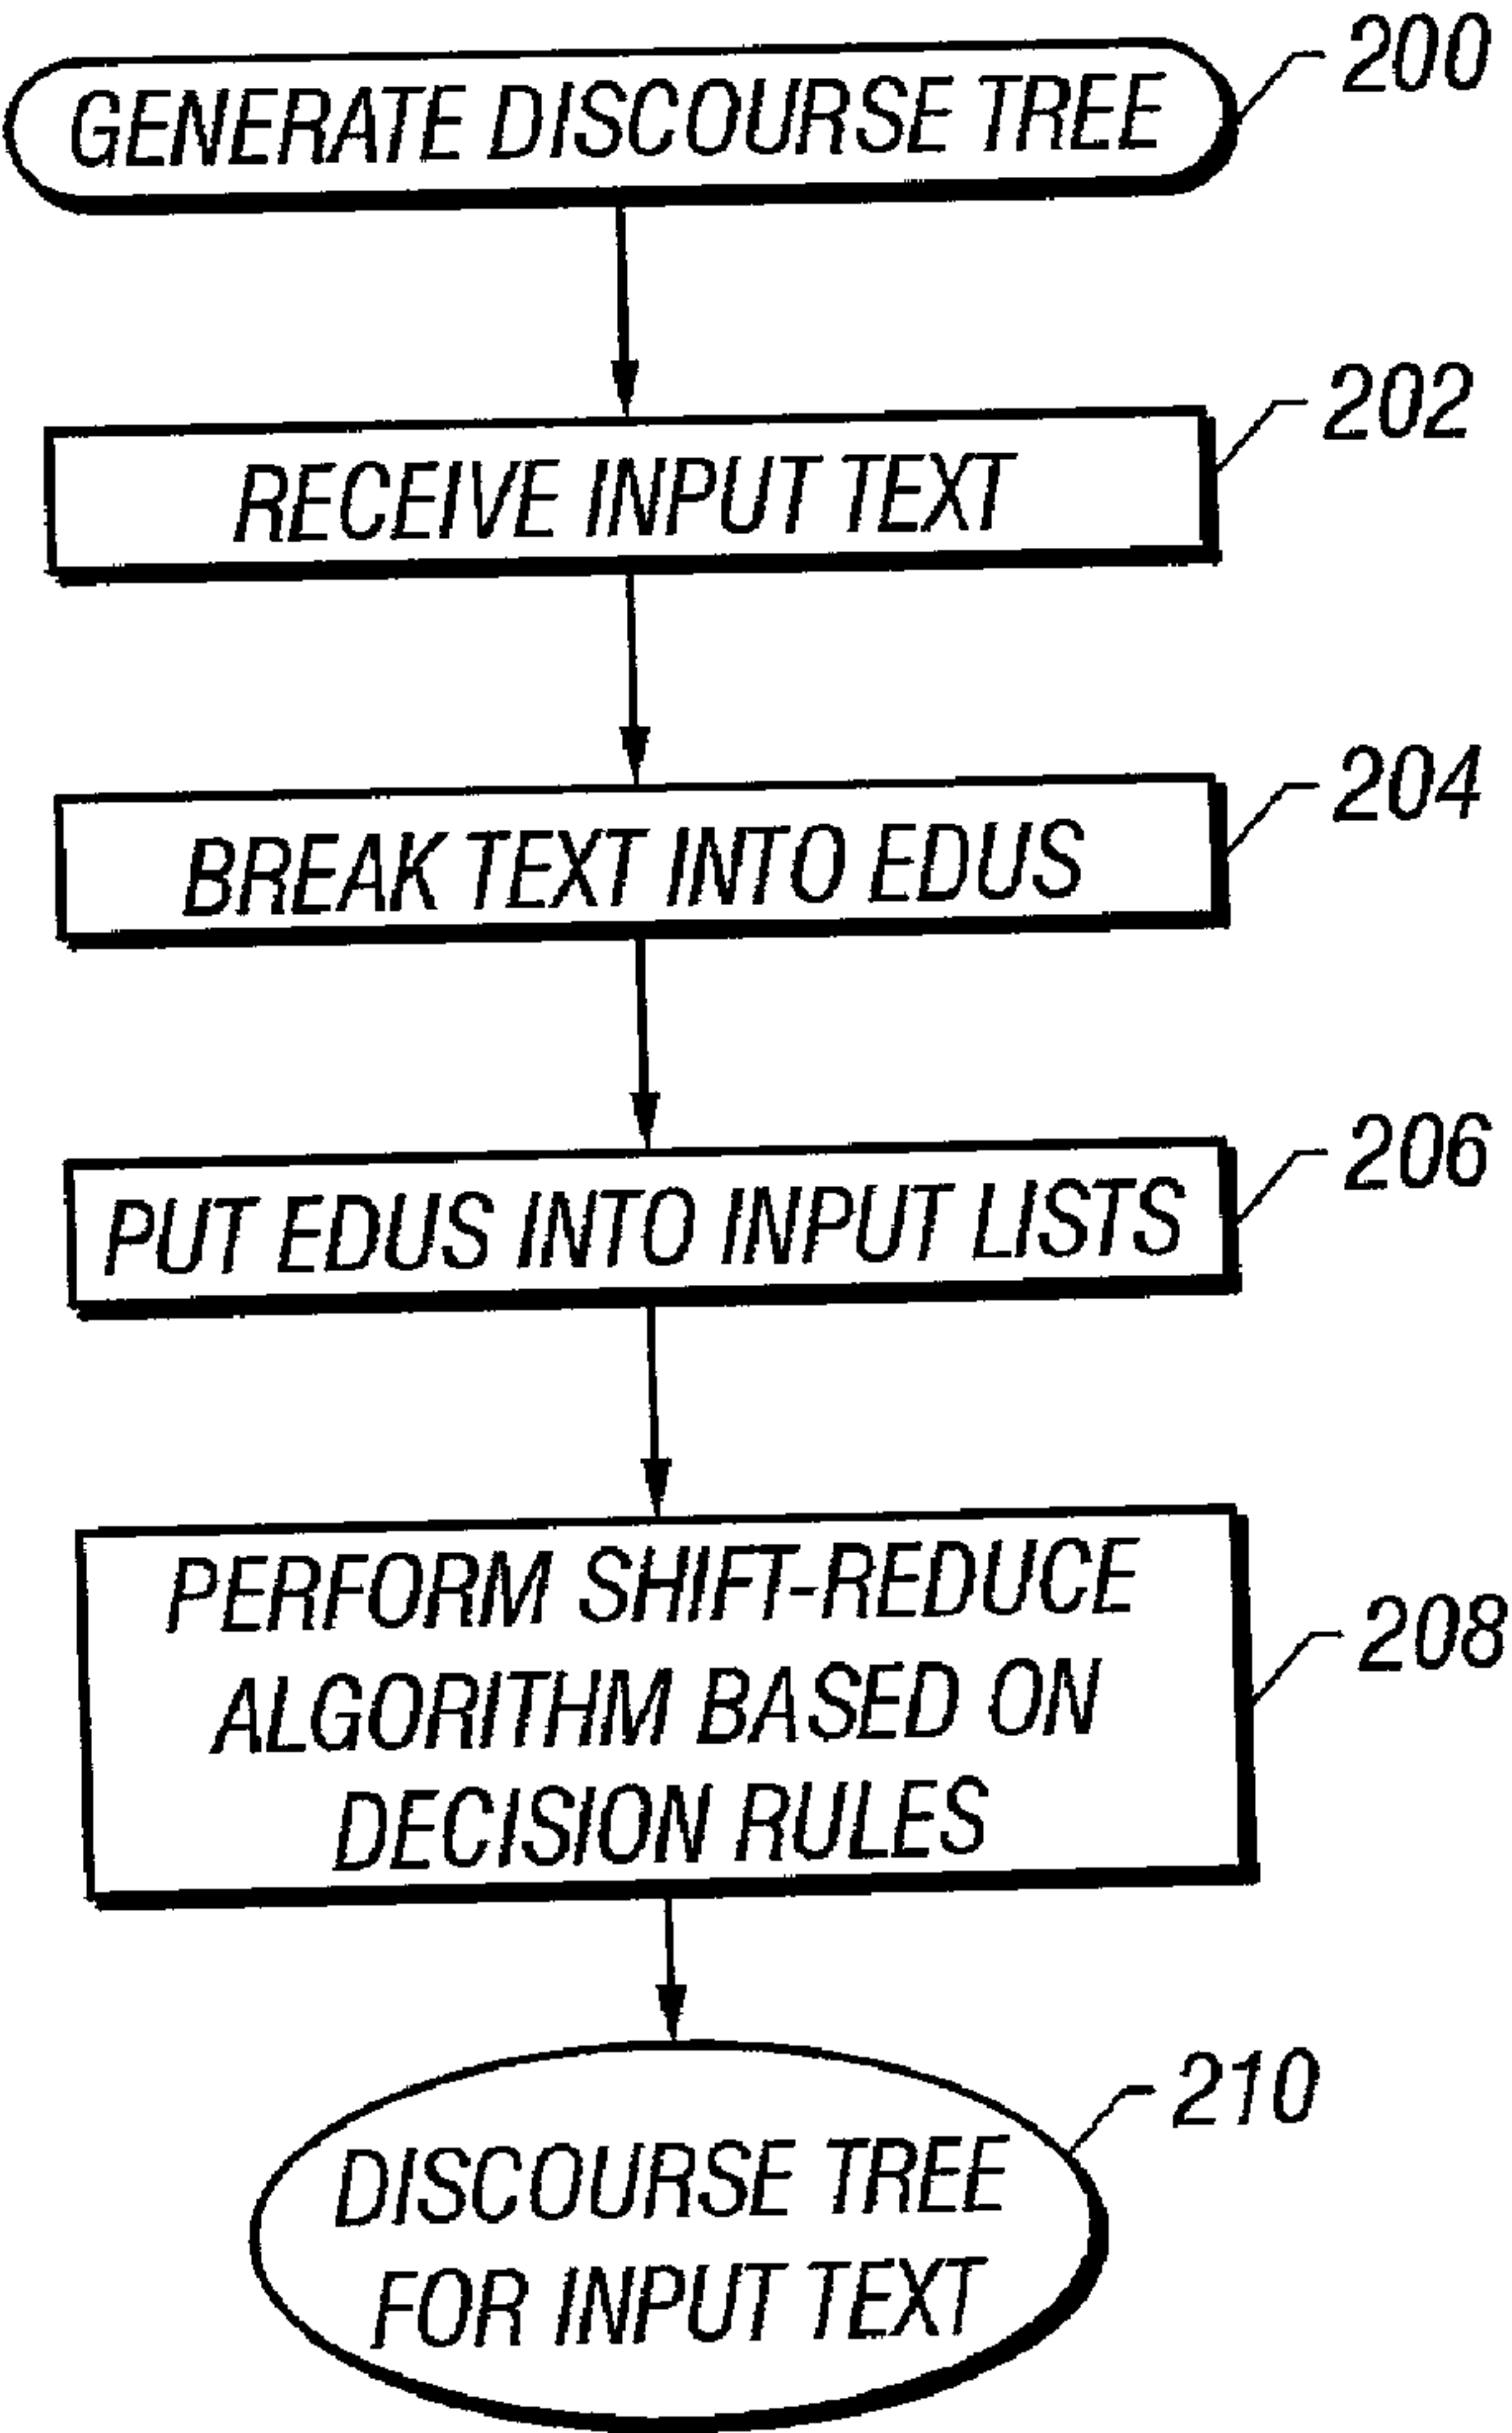 GENERATE DISCOURSE TREE
200
RECEIVE INPUT TEXT
202
BREAK TEXT INTO EDUS
204
PUT EDUS INTO INPUT LISTS
206
PERFORM SHIFT-REDUCE
ALGORITHM BASED ON
DECISION RULES
208
DISCOURSE TREE
FOR INPUT TEXT
210